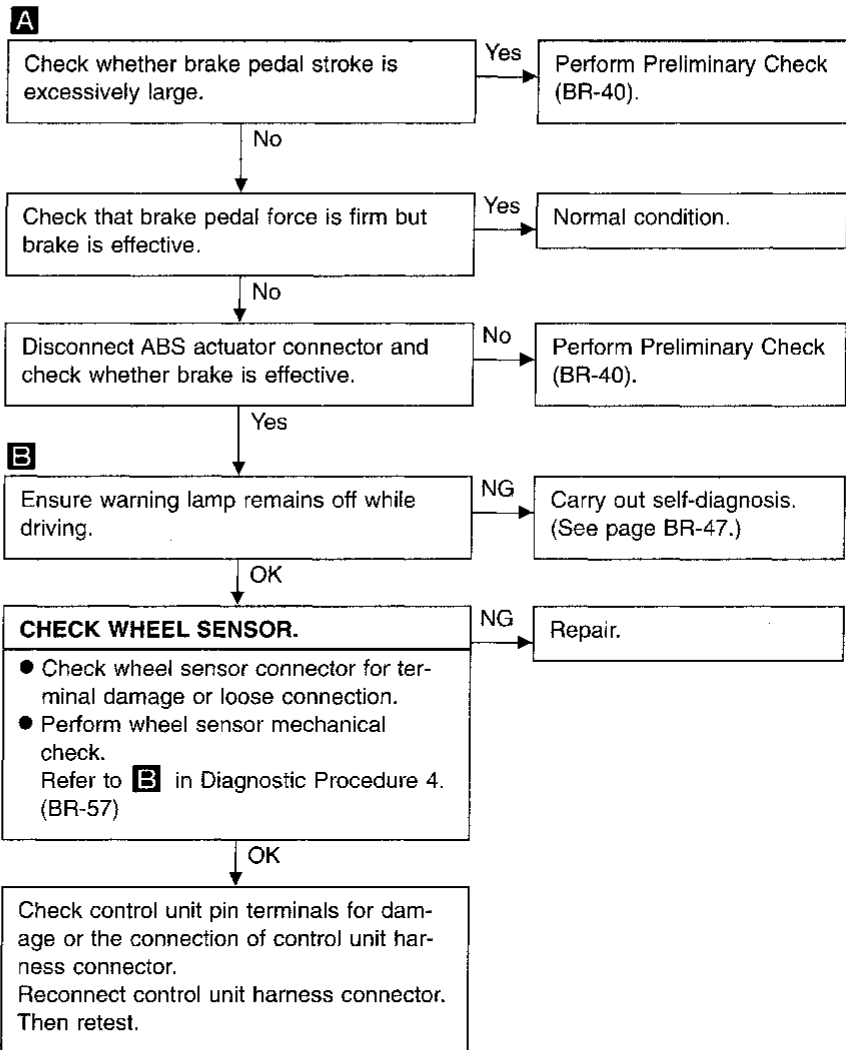 A
Check whether brake pedal stroke is
excessively large.
Yes
Perform Preliminary Check
(BR-40).
No
Check that brake pedal force is firm but
brake is effective.
Yes
Normal condition.
No
Disconnect ABS actuator connector and
check whether brake is effective.
No
Perform Preliminary Check
(BR-40).
Yes
B
Ensure warning lamp remains off while
driving.
NG
Carry out self-diagnosis.
(See page BR-47.)
OK
CHECK WHEEL SENSOR.
● Check wheel sensor connector for ter-
minal damage or loose connection.
● Perform wheel sensor mechanical
check.
Refer to B in Diagnostic Procedure 4.
(BR-57)
NG
Repair.
OK
Check control unit pin terminals for dam-
age or the connection of control unit har-
ness connector.
Reconnect control unit harness connector.
Then retest.